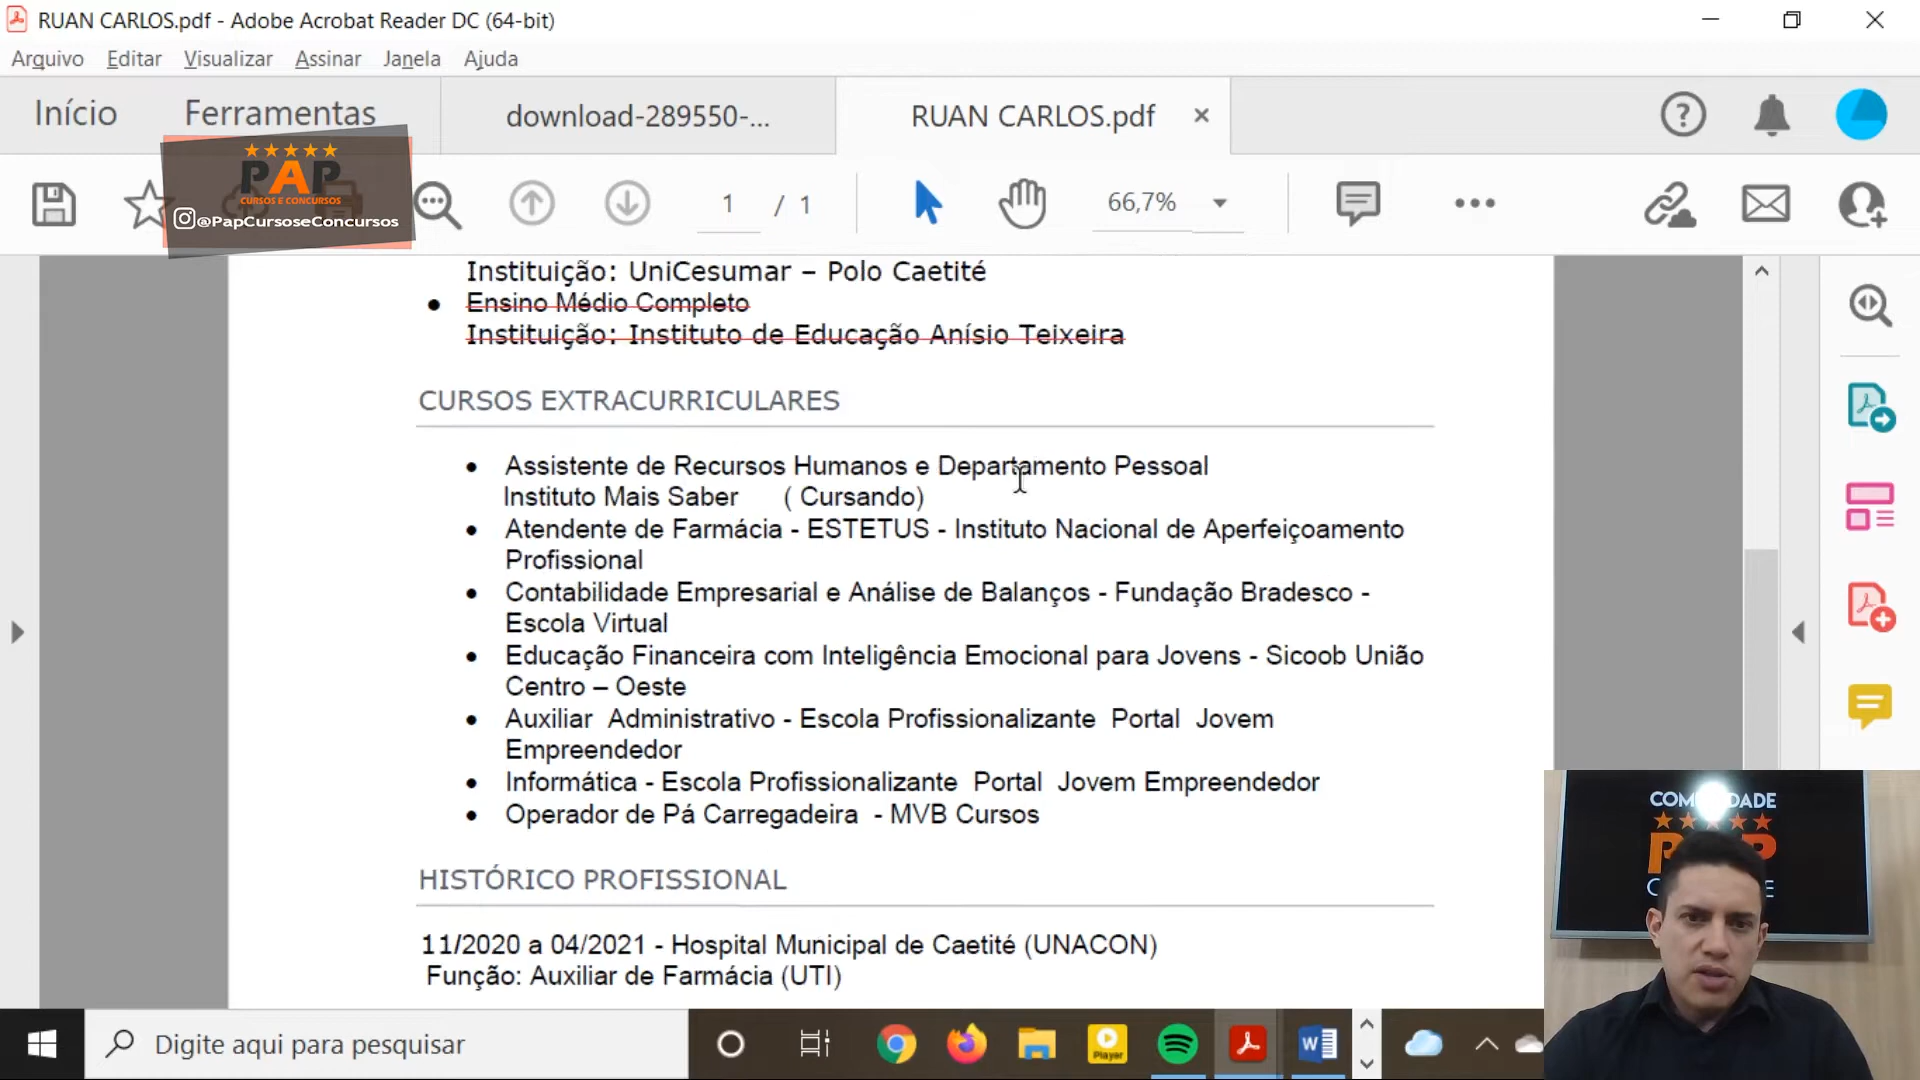 RUAN CARLOS.pdf - Adobe Acrobat Reader DC (64-bit)
Arquivo Editar Visualizar Assinar Janela Ajuda
Início Ferramentas download-289550-... RUAN CARLOS.pdf
PAP
CURSOS E CONCURSOS
@PapCursoseConcursos
1 / 1 66,7%
Instituição: UniCesumar – Polo Caetité
• Ensino Médio Completo
Instituição: Instituto de Educação Anísio Teixeira
CURSOS EXTRACURRICULARES
• Assistente de Recursos Humanos e Departamento Pessoal
Instituto Mais Saber ( Cursando)
• Atendente de Farmácia - ESTETUS - Instituto Nacional de Aperfeiçoamento
Profissional
• Contabilidade Empresarial e Análise de Balanços - Fundação Bradesco -
Escola Virtual
• Educação Financeira com Inteligência Emocional para Jovens - Sicoob União
Centro – Oeste
• Auxiliar Administrativo - Escola Profissionalizante Portal Jovem
Empreendedor
• Informática - Escola Profissionalizante Portal Jovem Empreendedor
• Operador de Pá Carregadeira - MVB Cursos
HISTÓRICO PROFISSIONAL
11/2020 a 04/2021 - Hospital Municipal de Caetité (UNACON)
Função: Auxiliar de Farmácia (UTI)
PAP
Digite aqui para pesquisar
Player